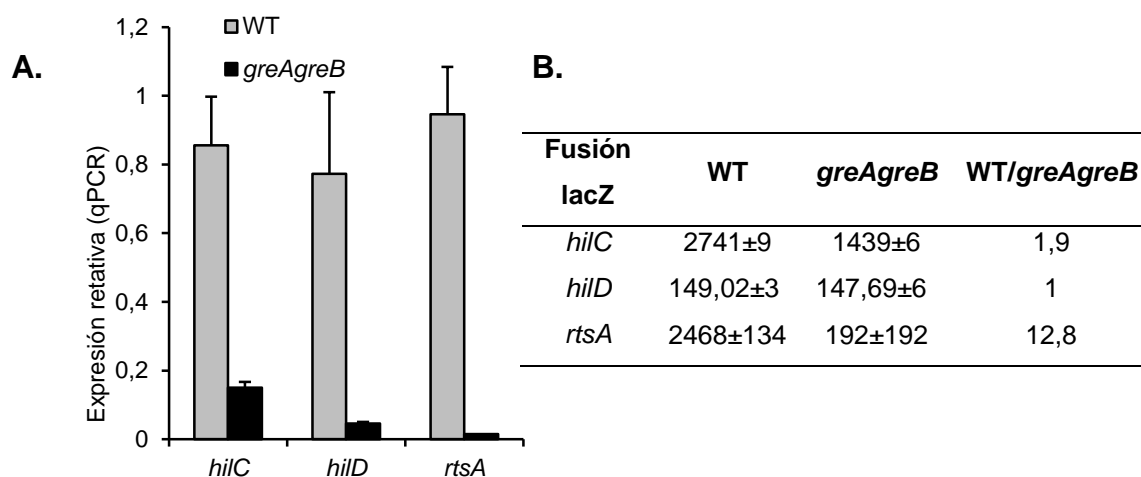 A.
Expresión retativa (qPCR)
1,2
1
0,8
0,6
0,4
0,2
0
WT
greAgreB
hilC hilD rtsA
B.
Fusión lacZ WT greAgreB WT/greAgreB
hilC 2741±9 1439±6 1,9
hilD 149,02±3 147,69±6 1
rtsA 2468±134 192±192 12,8